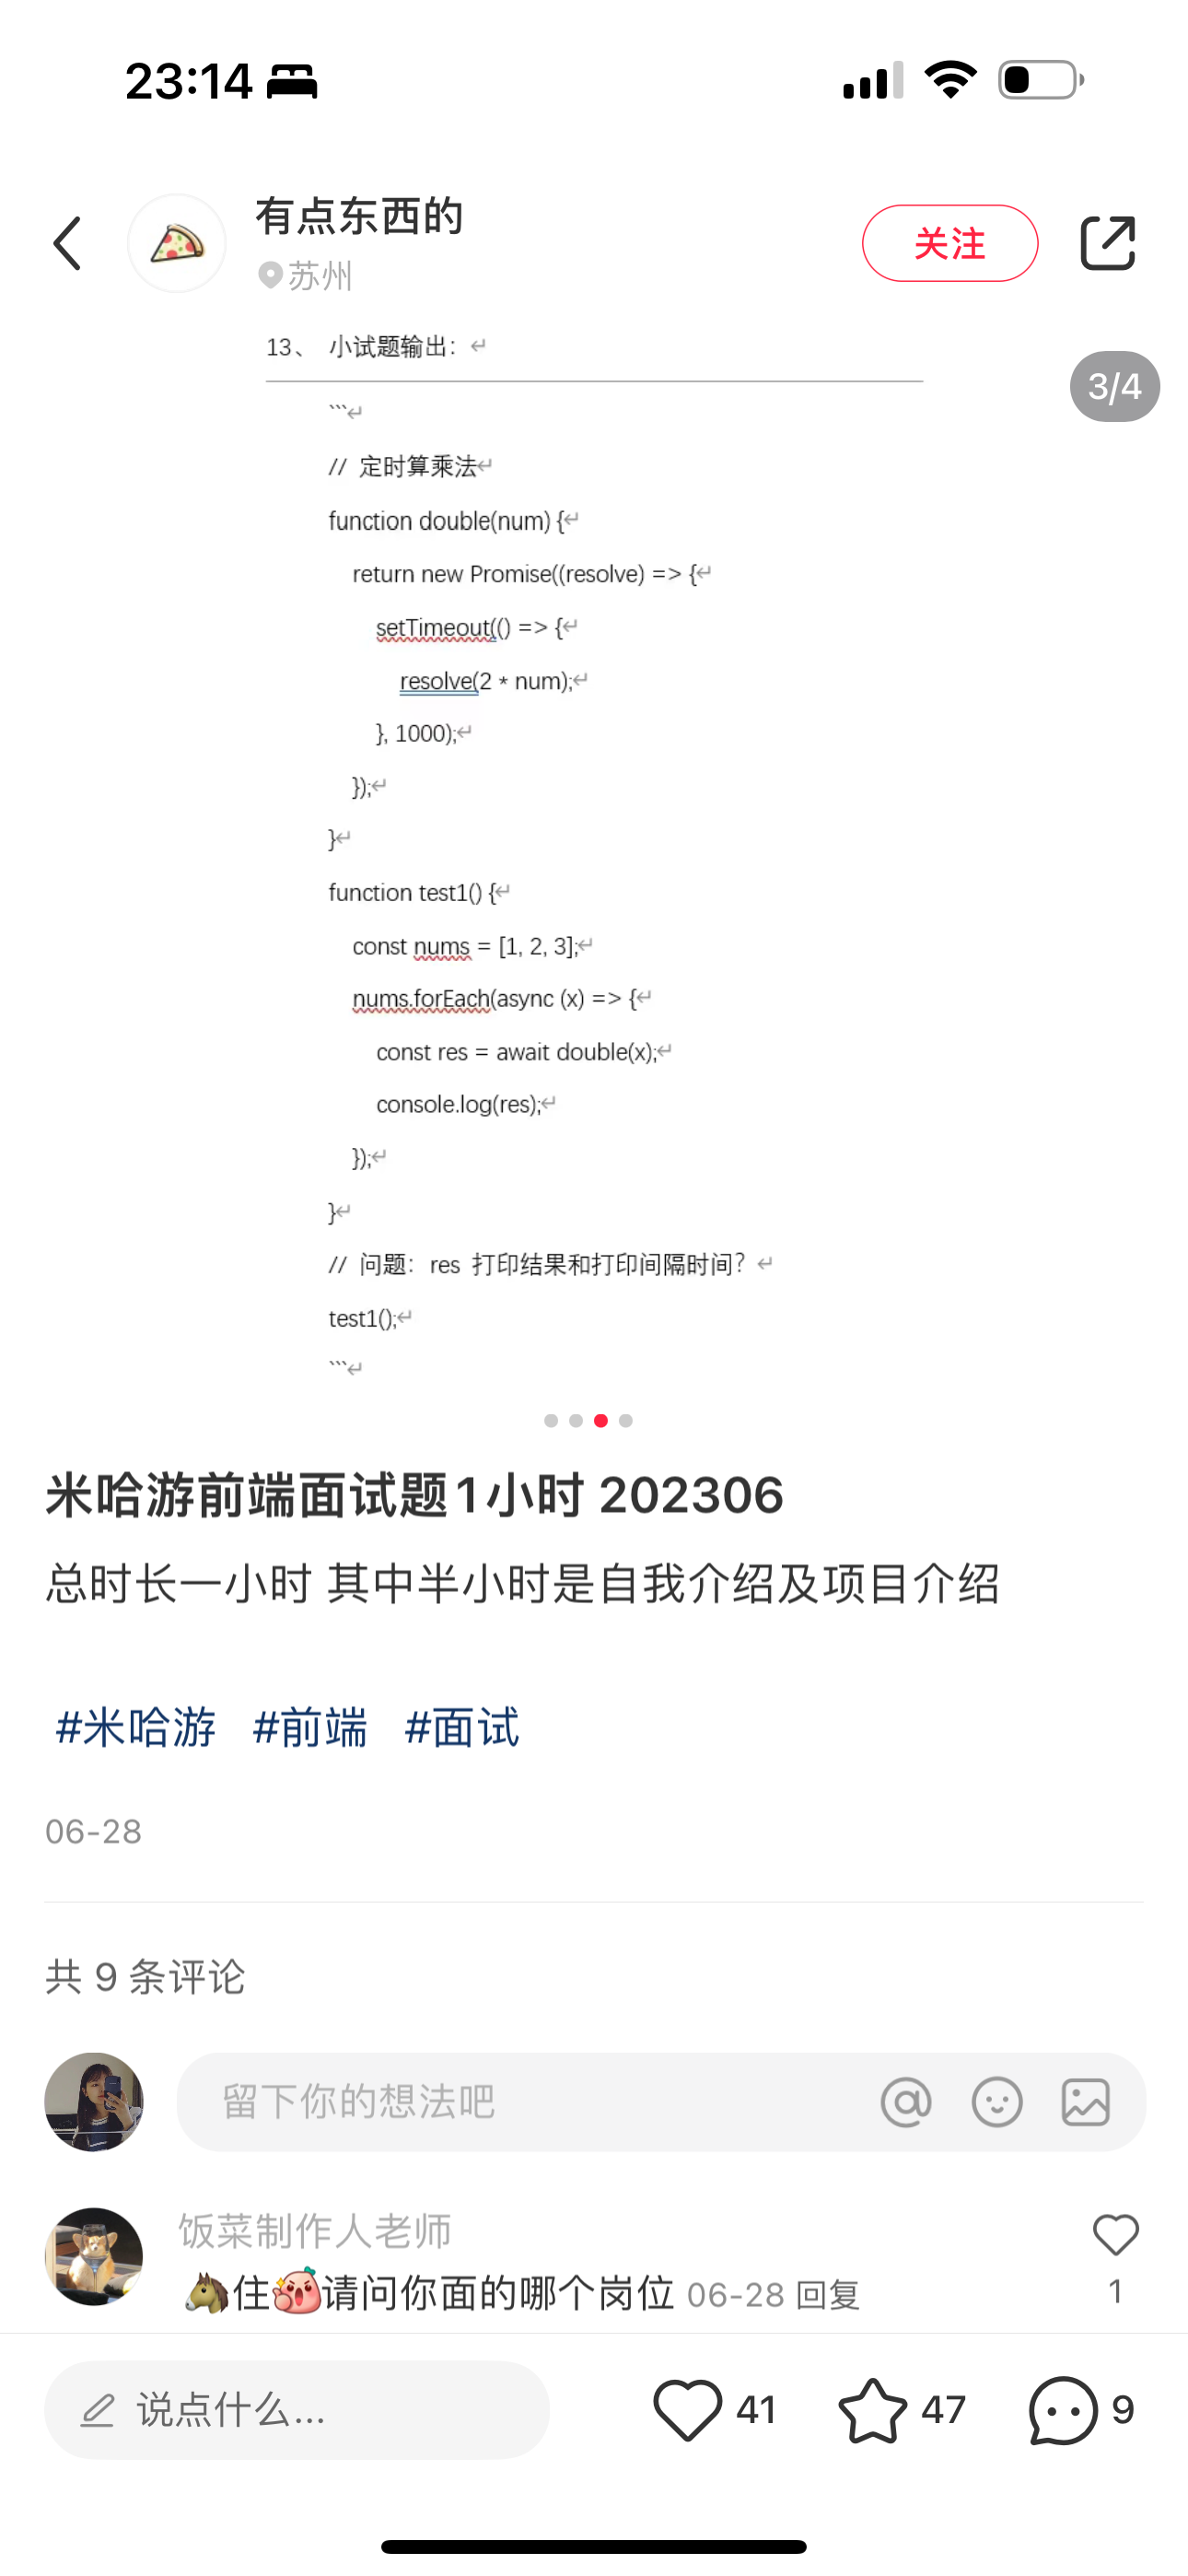 23:14
有点东西的
苏州
关注
3/4
13、 小试题输出：
```
// 定时算乘法
function double(num) {
return new Promise((resolve) => {
setTimeout(() => {
resolve(2 * num);
}, 1000);
});
}
function test1() {
const nums = [1, 2, 3];
nums.forEach(async (x) => {
const res = await double(x);
console.log(res);
});
}
// 问题：res 打印结果和打印间隔时间？
test1();
```
米哈游前端面试题1小时 202306
总时长一小时 其中半小时是自我介绍及项目介绍
#米哈游 #前端 #面试
06-28
共 9 条评论
留下你的想法吧
饭菜制作人老师
🐴住请问你面的哪个岗位 06-28 回复
1
说点什么...
41
47
9